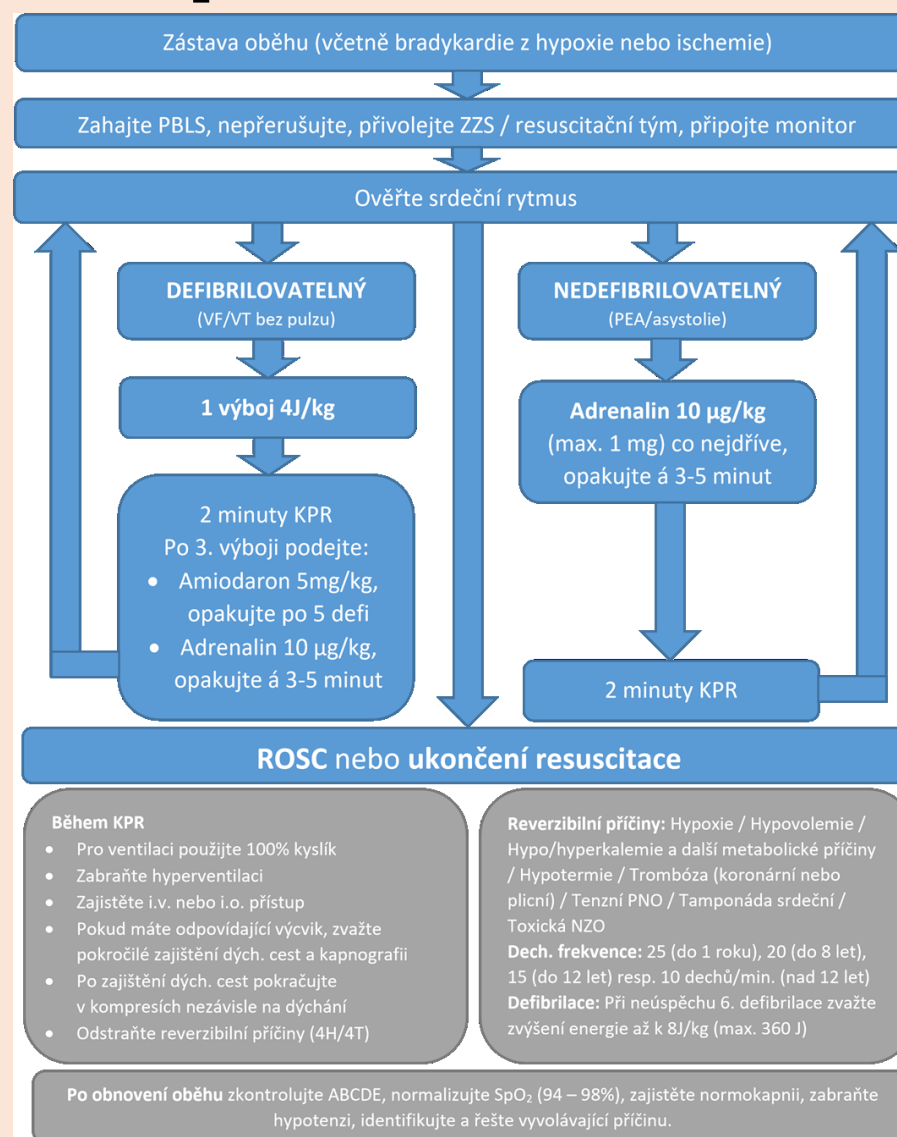 Zástava oběhu (včetně bradykardie z hypoxie nebo ischemie)
Zahajte PBLS, nepřerušujte, přivolejte ZZS / resuscitační tým, připojte monitor
Ověřte srdeční rytmus
DEFIBRILOVATELNÝ
(VF/VT bez pulzu)
1 výboj 4J/kg
2 minuty KPR
Po 3. výboji podejte:
• Amiodaron 5mg/kg,
opakujte po 5 defi
• Adrenalin 10 µg/kg,
opakujte á 3-5 minut
NEDEFIBRILOVATELNÝ
(PEA/asystolie)
Adrenalin 10 µg/kg
(max. 1 mg) co nejdříve,
opakujte á 3-5 minut
2 minuty KPR
ROSC nebo ukončení resuscitace
Během KPR
• Pro ventilaci použijte 100% kyslík
• Zabraňte hyperventilaci
• Zajistěte i.v. nebo i.o. přístup
• Pokud máte odpovídající výcvik, zvažte
pokročilé zajištění dých. cest a kapnografii
• Po zajištění dých. cest pokračujte
v kompresích nezávisle na dýchání
• Odstraňte reverzibilní příčiny (4H/4T)
Reverzibilní příčiny: Hypoxie / Hypovolemie /
Hypo/hyperkalemie a další metabolické příčiny
/ Hypotermie / Trombóza (koronární nebo
plicní) / Tenzní PNO / Tamponáda srdeční /
Toxická NZO
Dech. frekvence: 25 (do 1 roku), 20 (do 8 let),
15 (do 12 let) resp. 10 dechů/min. (nad 12 let)
Defibrilace: Při neúspěchu 6. defibrilace zvažte
zvýšení energie až k 8J/kg (max. 360 J)
Po obnovení oběhu zkontrolujte ABCDE, normalizujte SpO₂ (94 – 98%), zajistěte normokapnii, zabraňte
hypotenzi, identifikujte a řešte vyvolávající příčinu.